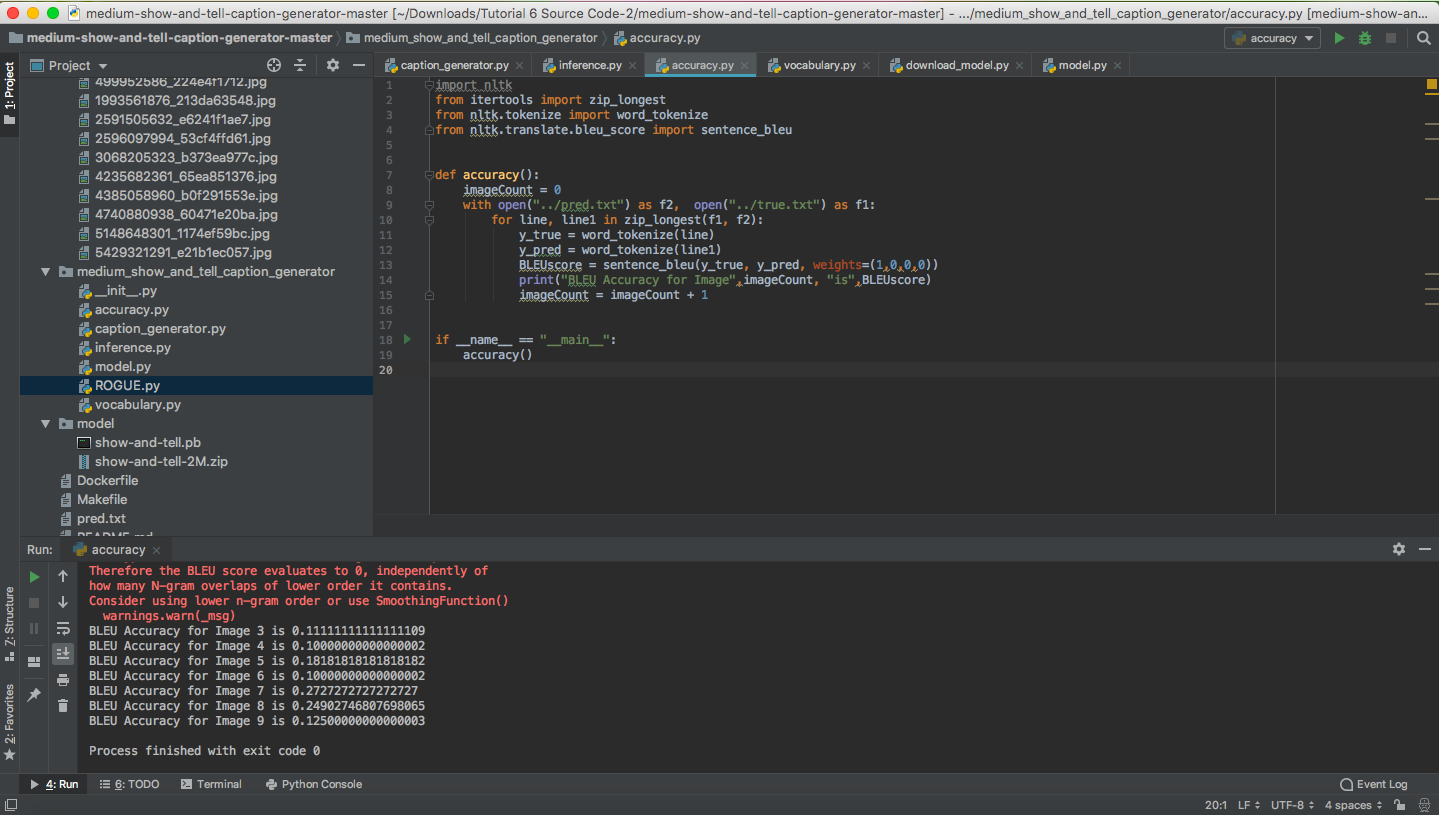 medium-show-and-tell-caption-generator-master [~/Downloads/Tutorial 6 Source Code-2/medium-show-and-tell-caption-generator-master] - .../medium_show_and_tell_caption_generator/accuracy.py [medium-show-an...
medium-show-and-tell-caption-generator-master medium_show_and_tell_caption_generator accuracy.py accuracy
1: Project
Project
caption_generator.py inference.py accuracy.py vocabulary.py download_model.py model.py
499952586_224e4f1712.jpg
1993561876_213da63548.jpg
2591505632_e6241f1ae7.jpg
2596097994_53cf4ffd61.jpg
3068205323_b373ea977c.jpg
4235682361_65ea851376.jpg
4385058960_b0f291553e.jpg
4740880938_60471e20ba.jpg
5148648301_1174ef59bc.jpg
5429321291_e21b1ec057.jpg
medium_show_and_tell_caption_generator
__init__.py
accuracy.py
caption_generator.py
inference.py
model.py
ROGUE.py
vocabulary.py
model
show-and-tell.pb
show-and-tell-2M.zip
Dockerfile
Makefile
pred.txt
README.md
1 import nltk
2 from itertools import zip_longest
3 from nltk.tokenize import word_tokenize
4 from nltk.translate.bleu_score import sentence_bleu
5
6
7 def accuracy():
8 imageCount = 0
9 with open("../pred.txt") as f2, open("../true.txt") as f1:
10 for line, line1 in zip_longest(f1, f2):
11 y_true = word_tokenize(line)
12 y_pred = word_tokenize(line1)
13 BLEUscore = sentence_bleu(y_true, y_pred, weights=(1,0,0,0))
14 print("BLEU Accuracy for Image",imageCount, "is",BLEUscore)
15 imageCount = imageCount + 1
16
17
18 if __name__ == "__main__":
19 accuracy()
20
Run: accuracy
Therefore the BLEU score evaluates to 0, independently of
how many N-gram overlaps of lower order it contains.
Consider using lower n-gram order or use SmoothingFunction()
warnings.warn(_msg)
BLEU Accuracy for Image 3 is 0.11111111111111109
BLEU Accuracy for Image 4 is 0.10000000000000002
BLEU Accuracy for Image 5 is 0.18181818181818182
BLEU Accuracy for Image 6 is 0.10000000000000002
BLEU Accuracy for Image 7 is 0.2727272727272727
BLEU Accuracy for Image 8 is 0.24902746807698065
BLEU Accuracy for Image 9 is 0.12500000000000003
Process finished with exit code 0
7: Structure
2: Favorites
4: Run 6: TODO Terminal Python Console Event Log
20:1 LF UTF-8 4 spaces